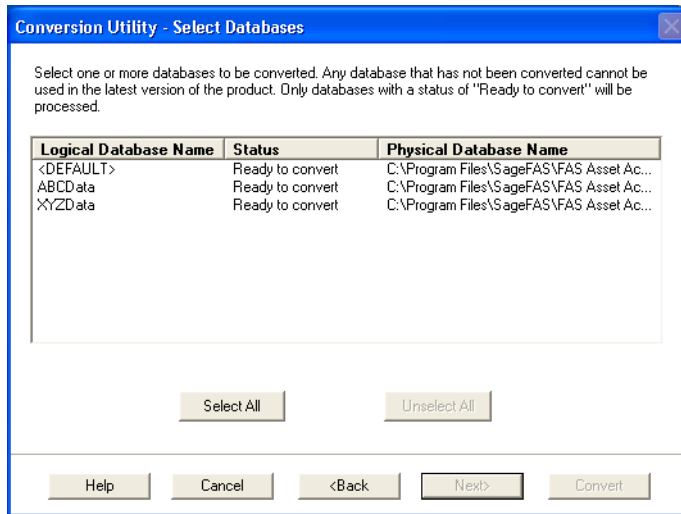 Conversion Utility - Select Databases
Select one or more databases to be converted. Any database that has not been converted cannot be
used in the latest version of the product. Only databases with a status of "Ready to convert" will be
processed.
Logical Database Name Status Physical Database Name
<DEFAULT> Ready to convert C:\Program Files\SageFAS\FAS Asset Ac...
ABCData Ready to convert C:\Program Files\SageFAS\FAS Asset Ac...
XYZData Ready to convert C:\Program Files\SageFAS\FAS Asset Ac...
Select All Unselect All
Help Cancel <Back Next> Convert